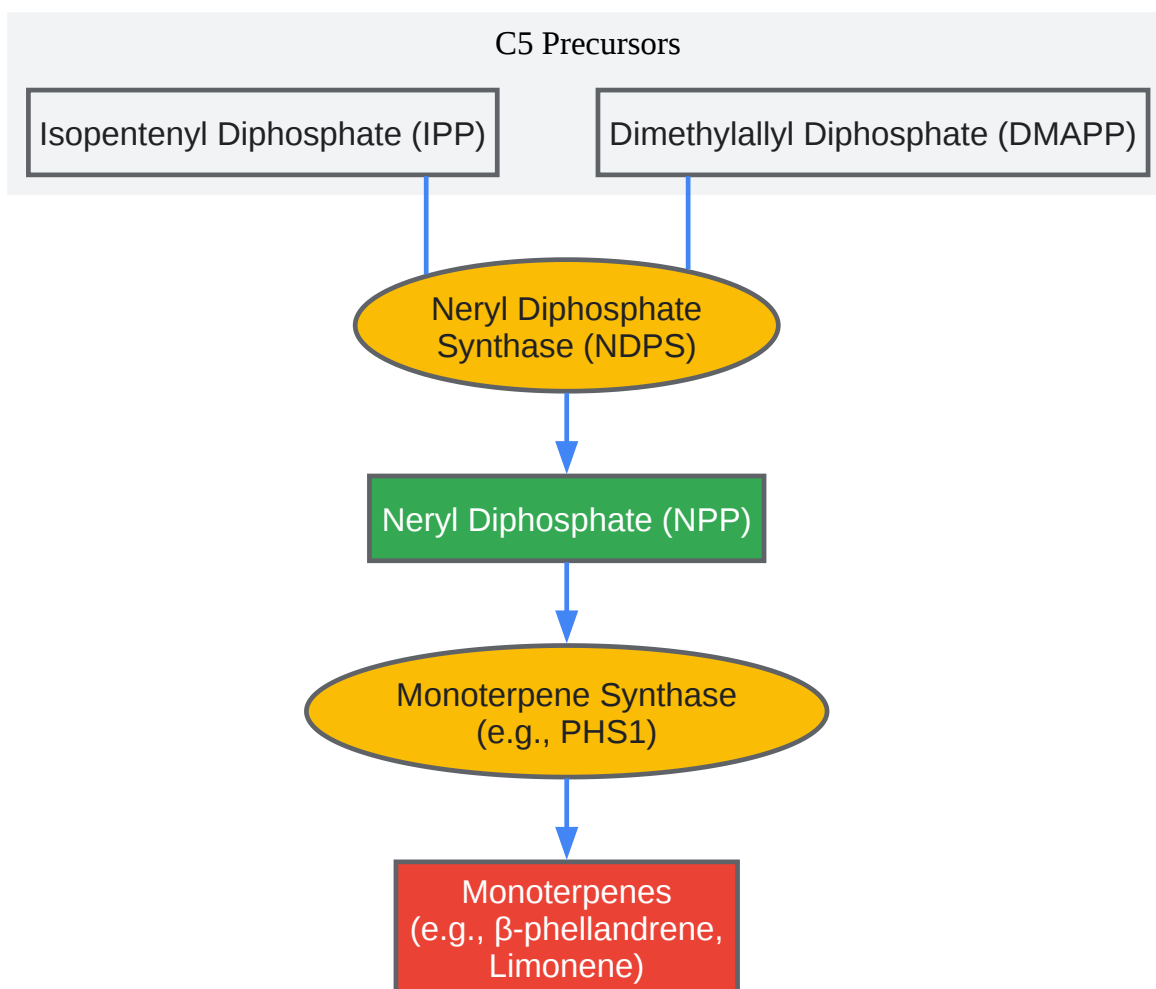 C5 Precursors
Isopentenyl Diphosphate (IPP)
Dimethylallyl Diphosphate (DMAPP)
Neryl Diphosphate
Synthase (NDPS)
Neryl Diphosphate (NPP)
Monoterpene Synthase
(e.g., PHS1)
Monoterpenes
(e.g., β-phellandrene,
Limonene)